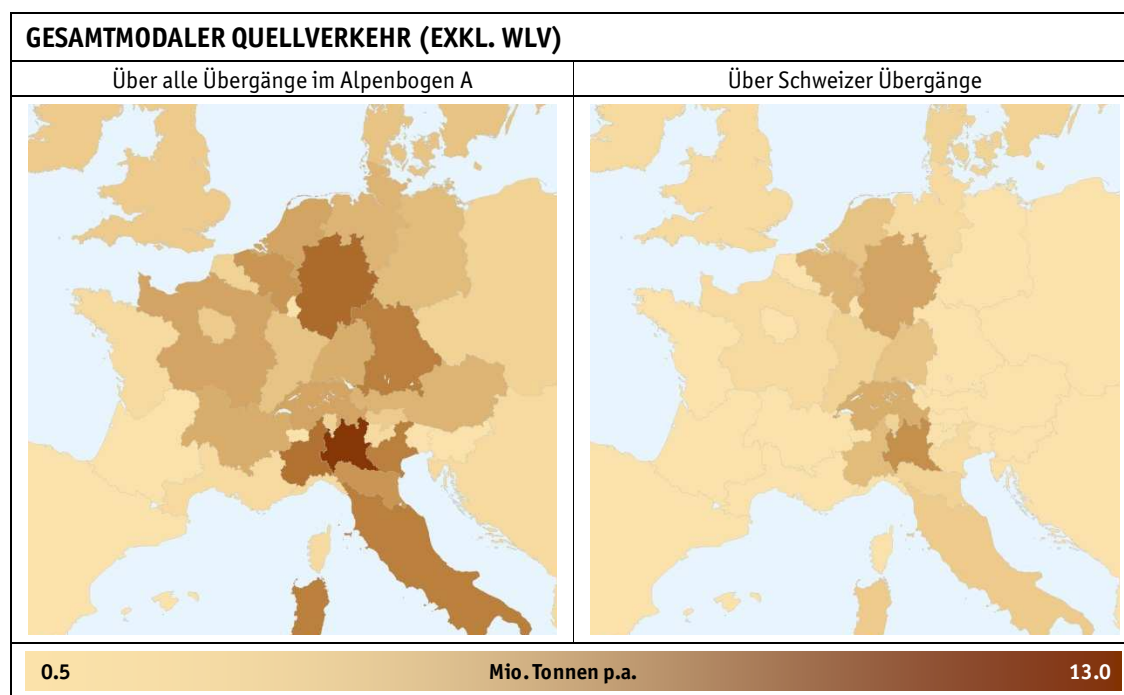 GESAMTMODALER QUELLVERKEHR (EXKL. WLV)
Über alle Übergänge im Alpenbogen A
Über Schweizer Übergänge
0.5 Mio. Tonnen p.a. 13.0